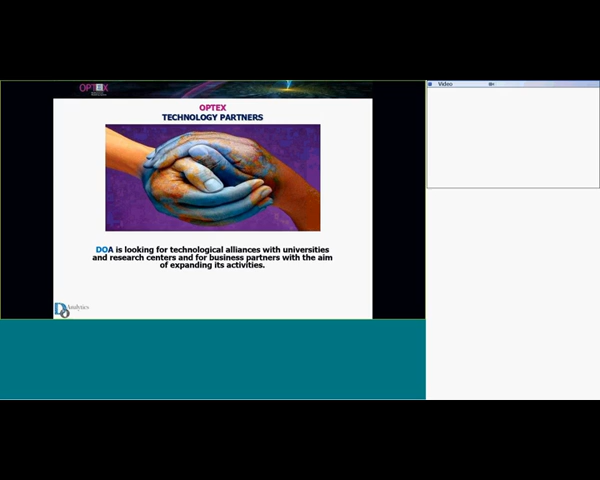 Video
OPTEX
OPTEX
TECHNOLOGY PARTNERS
DOA is looking for technological alliances with universities
and research centers and for business partners with the aim
of expanding its activities.
DO Analytics